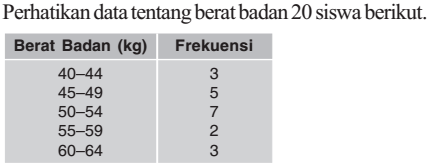 Perhatikan data tentang berat badan 20 siswa berikut.
Berat Badan (kg) Frekuensi
40–44 3
45–49 5
50–54 7
55–59 2
60–64 3